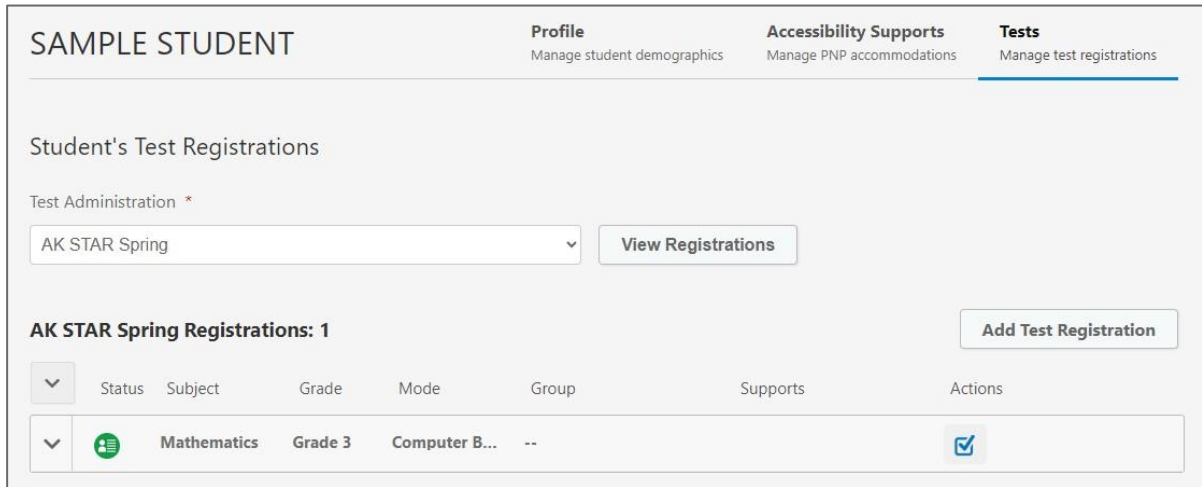 SAMPLE STUDENT
Profile
Manage student demographics
Accessibility Supports
Manage PNP accommodations
Tests
Manage test registrations
Student's Test Registrations
Test Administration *
AK STAR Spring
View Registrations
AK STAR Spring Registrations: 1
Add Test Registration
Status Subject Grade Mode Group Supports Actions
Mathematics Grade 3 Computer B... --